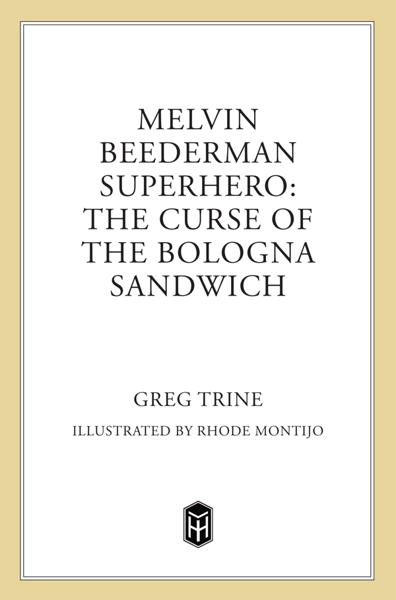 MELVIN
BEEDERMAN
SUPERHERO:
THE CURSE OF
THE BOLOGNA
SANDWICH
GREG TRINE
ILLUSTRATED BY RHODE MONTIJO